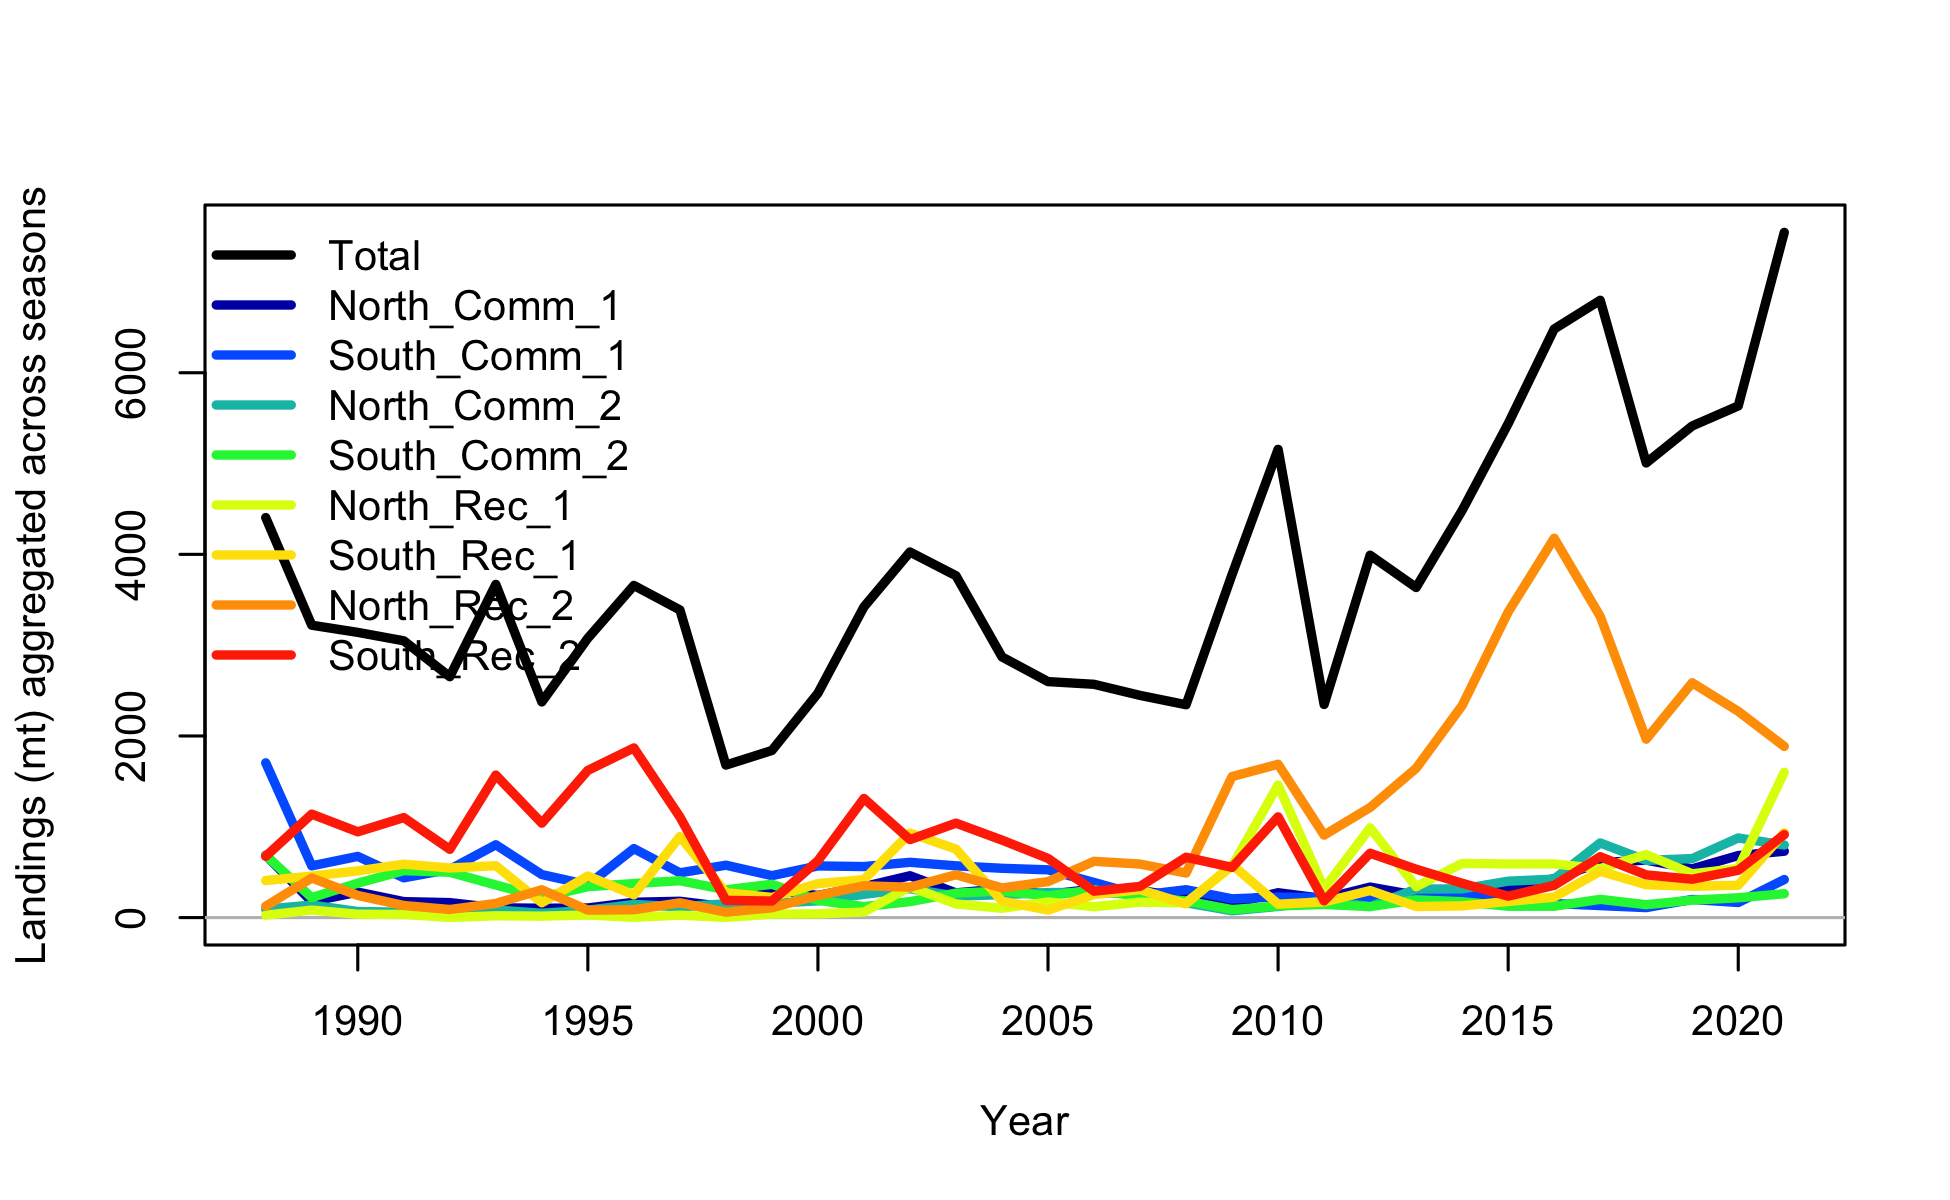 Landings (mt) aggregated across seasons
6000
4000
2000
0
Total
North_Comm_1
South_Comm_1
North_Comm_2
South_Comm_2
North_Rec_1
South_Rec_1
North_Rec_2
South_Rec_2
1990 1995 2000 2005 2010 2015 2020
Year